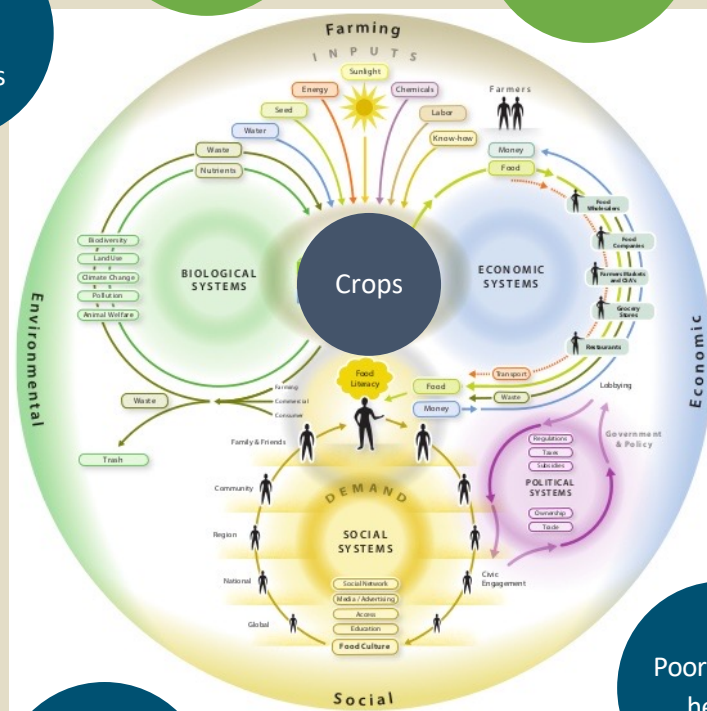 s
Farming
INPUTS
Sunlight
Energy
Chemicals
Seed
Labor
Water
Know-how
Farmers
Waste
Nutrients
Money
Food
Food
Wholesalers
Food
Companies
Farmers Markets
and CSA's
Grocery
Stores
Restaurants
Biodiversity
Land Use
Climate Change
Pollution
Animal Welfare
BIOLOGICAL
SYSTEMS
Crops
ECONOMIC
SYSTEMS
Environmental
Economic
Transport
Food
Waste
Money
Food
Literacy
Waste
Farming
Commercial
Consumer
Trash
Lobbying
Government
& Policy
Regulations
Taxes
Subsidies
POLITICAL
SYSTEMS
Ownership
Trade
Civic
Engagement
Family & Friends
Community
Region
National
Global
DEMAND
SOCIAL
SYSTEMS
Social Network
Media / Advertising
Access
Education
Food Culture
Social
Poor
he